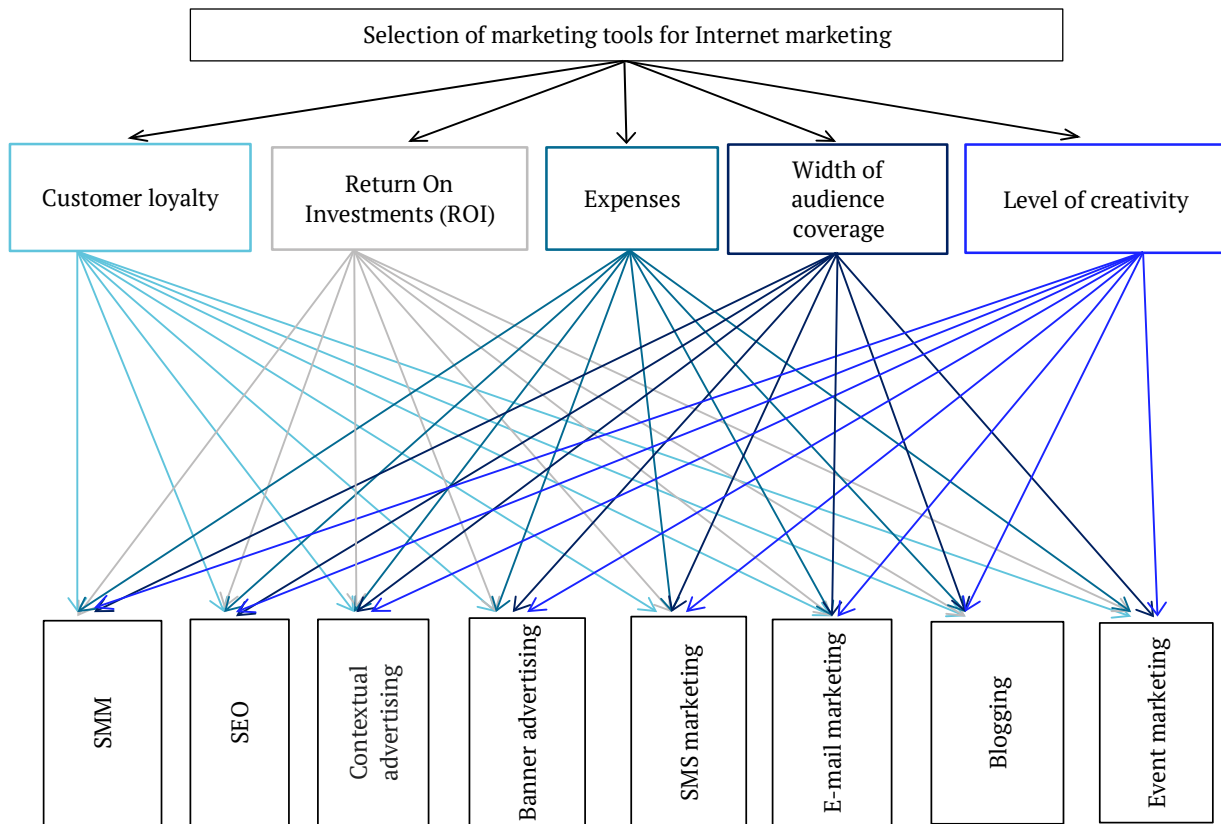 Selection of marketing tools for Internet marketing
Customer loyalty
Return On
Investments (ROI)
Expenses
Width of
audience
coverage
Level of creativity
SMM
SEO
Contextual
advertising
Banner advertising
SMS marketing
E-mail marketing
Blogging
Event marketing